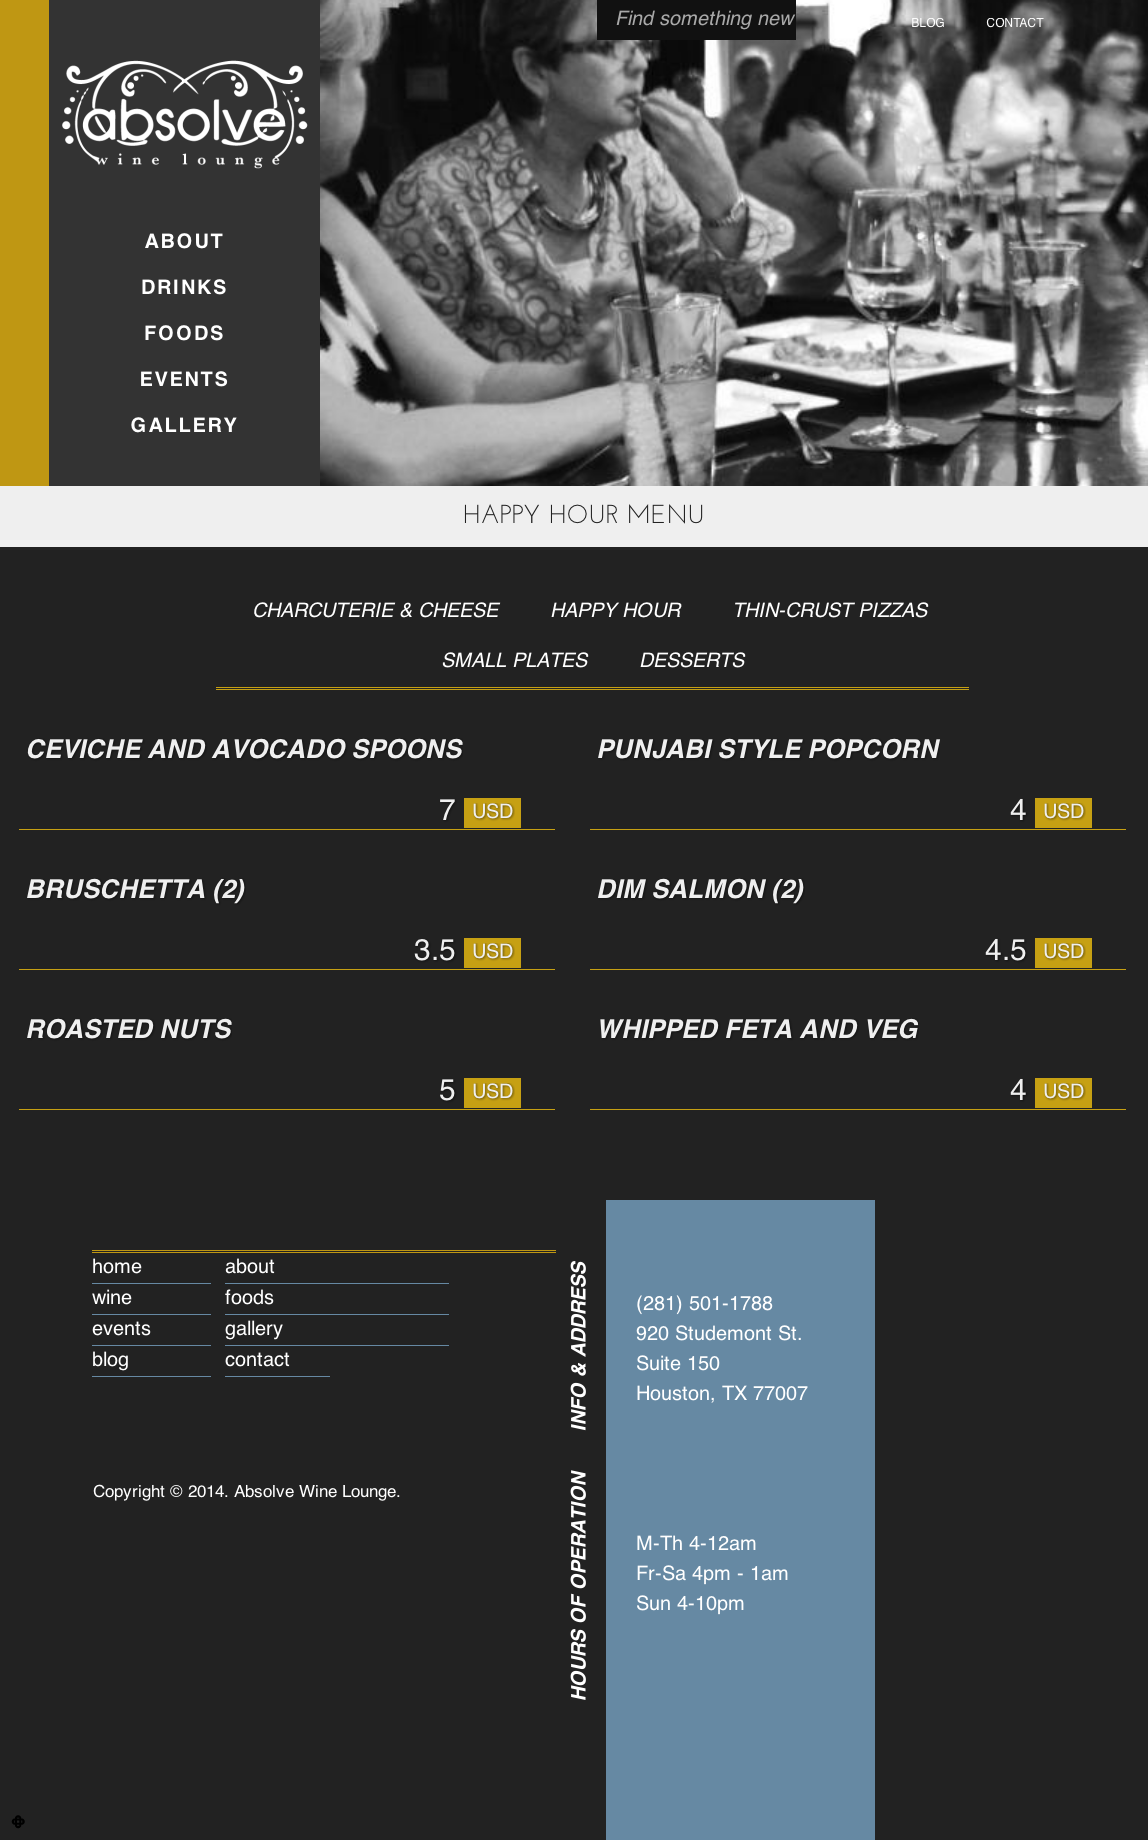 Find something new
BLOG
CONTACT
absolve
wine lounge
ABOUT
DRINKS
FOODS
EVENTS
GALLERY
HAPPY HOUR MENU
CHARCUTERIE & CHEESE
HAPPY HOUR
THIN-CRUST PIZZAS
SMALL PLATES
DESSERTS
CEVICHE AND AVOCADO SPOONS
7 USD
PUNJABI STYLE POPCORN
4 USD
BRUSCHETTA (2)
3.5 USD
DIM SALMON (2)
4.5 USD
ROASTED NUTS
5 USD
WHIPPED FETA AND VEG
4 USD
home
about
wine
foods
events
gallery
blog
contact
Copyright © 2014. Absolve Wine Lounge.
INFO & ADDRESS
(281) 501-1788
920 Studemont St.
Suite 150
Houston, TX 77007
HOURS OF OPERATION
M-Th 4-12am
Fr-Sa 4pm - 1am
Sun 4-10pm